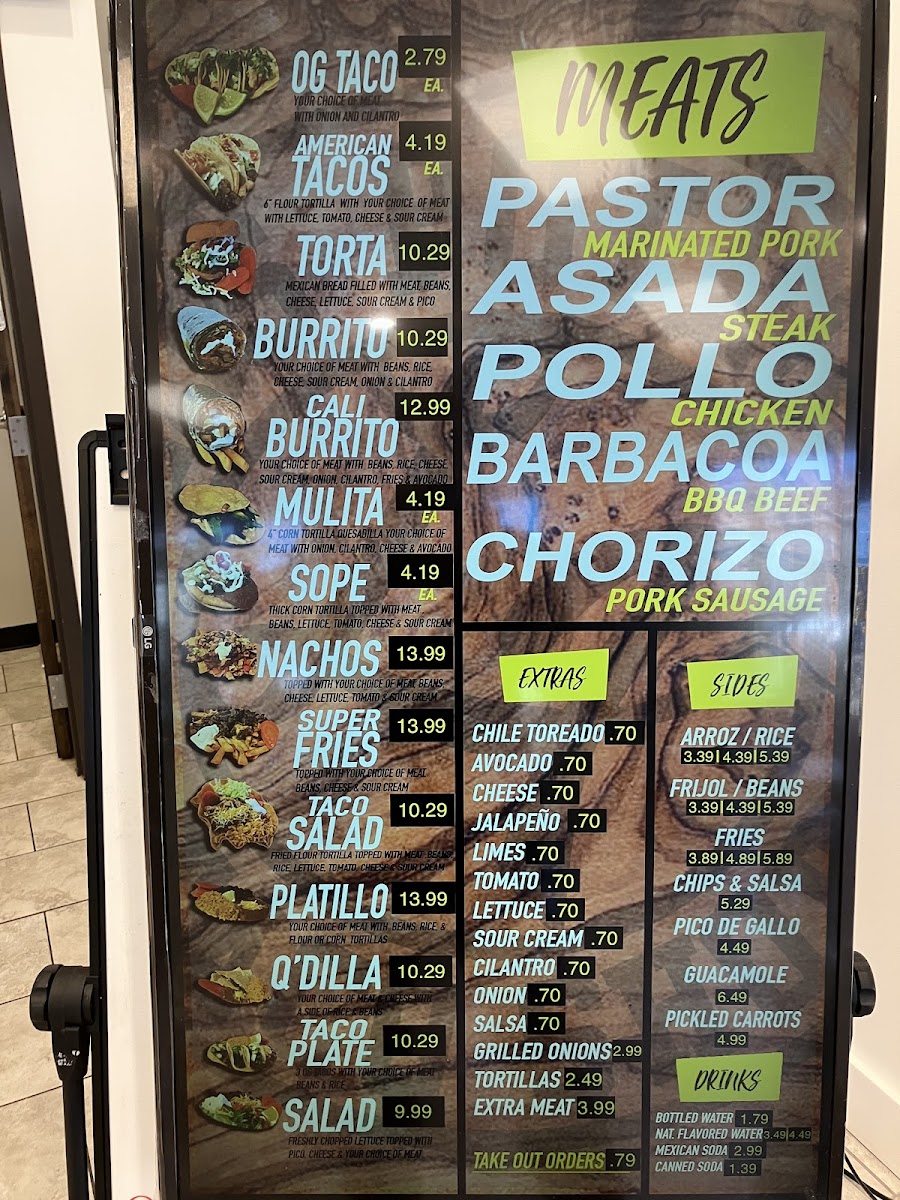 OG TACO 2.79
EA.
YOUR CHOICE OF MEAT
WITH ONION AND CILANTRO
AMERICAN 4.19
TACOS EA.
6" FLOUR TORTILLA WITH YOUR CHOICE OF MEAT
WITH LETTUCE, TOMATO, CHEESE & SOUR CREAM
TORTA 10.29
MEXICAN BREAD FILLED WITH MEAT, BEANS,
CHEESE, LETTUCE, SOUR CREAM & PICO
BURRITO 10.29
YOUR CHOICE OF MEAT WITH BEANS, RICE,
CHEESE, SOUR CREAM, ONION & CILANTRO
CALI 12.99
BURRITO
YOUR CHOICE OF MEAT WITH BEANS, RICE, CHEESE
SOUR CREAM, ONION, CILANTRO, FRIES & AVOCADO
MULITA 4.19
EA.
4" CORN TORTILLA QUESABILLA YOUR CHOICE OF
MEAT WITH ONION, CILANTRO, CHEESE & AVOCADO
SOPE 4.19
EA.
THICK CORN TORTILLA TOPPED WITH MEAT,
BEANS, LETTUCE, TOMATO, CHEESE & SOUR CREAM
NACHOS 13.99
TOPPED WITH YOUR CHOICE OF MEAT, BEANS,
CHEESE, LETTUCE, TOMATO & SOUR CREAM
SUPER 13.99
FRIES
TOPPED WITH YOUR CHOICE OF MEAT
BEANS, CHEESE & SOUR CREAM
TACO 10.29
SALAD
FRIED FLOUR TORTILLA TOPPED WITH MEAT, BEANS,
RICE, LETTUCE, TOMATO, CHEESE & SOUR CREAM
PLATILLO 13.99
YOUR CHOICE OF MEAT WITH, BEANS, RICE, &
FLOUR OR CORN TORTILLAS
Q'DILLA 10.29
YOUR CHOICE OF MEAT & CHEESE WITH
A SIDE OF RICE & BEANS
TACO 10.29
PLATE
3 OG TACOS WITH YOUR CHOICE OF MEAT
BEANS & RICE
SALAD 9.99
FRESHLY CHOPPED LETTUCE TOPPED WITH
PICO, CHEESE & YOUR CHOICE OF MEAT
LG
MEATS
PASTOR
MARINATED PORK
ASADA
STEAK
POLLO
CHICKEN
BARBACOA
BBQ BEEF
CHORIZO
PORK SAUSAGE
EXTRAS
CHILE TOREADO .70
AVOCADO .70
CHEESE .70
JALAPEÑO .70
LIMES .70
TOMATO .70
LETTUCE .70
SOUR CREAM .70
CILANTRO .70
ONION .70
SALSA .70
GRILLED ONIONS 2.99
TORTILLAS 2.49
EXTRA MEAT 3.99
TAKE OUT ORDERS .79
SIDES
ARROZ / RICE
3.39|4.39|5.39
FRIJOL / BEANS
3.39|4.39|5.39
FRIES
3.89|4.89|5.89
CHIPS & SALSA
5.29
PICO DE GALLO
4.49
GUACAMOLE
6.49
PICKLED CARROTS
4.99
DRINKS
BOTTLED WATER 1.79
NAT. FLAVORED WATER 3.49|4.49
MEXICAN SODA 2.99
CANNED SODA 1.39